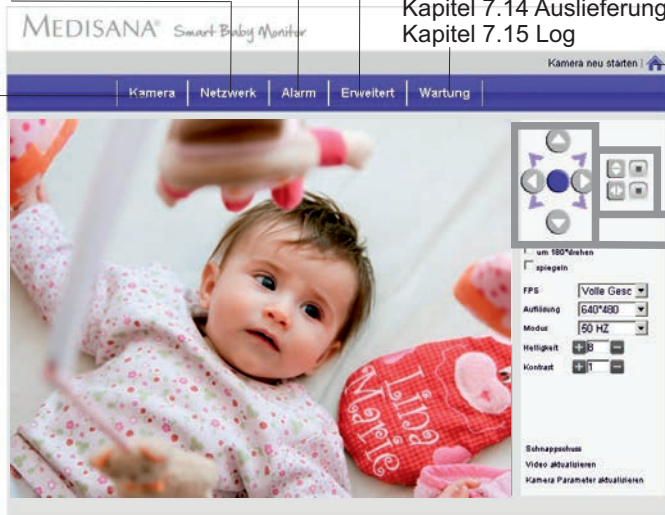 Kapitel 7.14 Auslieferung
Kapitel 7.15 Log
MEDISANA® Smart Baby Monitor
Kamera neu starten |
Kamera | Netzwerk | Alarm | Erweitert | Wartung |
um 180°drehen
spiegeln
FPS Volle Gesc
Auflösung 640*480
Modus 50 HZ
Helligkeit 8
Kontrast 1
Lina
Marie
Schnappschuss
Video aktualisieren
Kamera Parameter aktualisieren